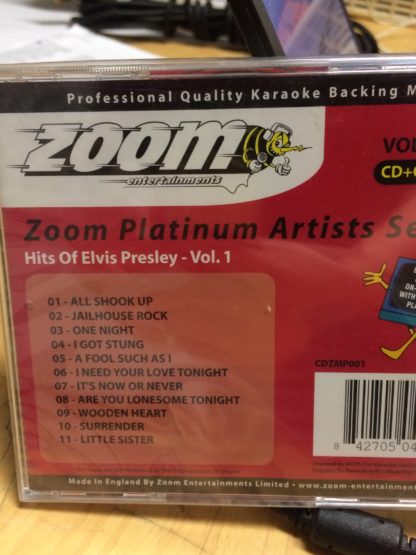 Professional Quality Karaoke Backing M
zoom
entertainments
VOL
CD+
Zoom Platinum Artists Se
Hits Of Elvis Presley - Vol. 1
01 - ALL SHOOK UP
02 - JAILHOUSE ROCK
03 - ONE NIGHT
04 - I GOT STUNG
05 - A FOOL SUCH AS I
06 - I NEED YOUR LOVE TONIGHT
07 - IT'S NOW OR NEVER
08 - ARE YOU LONESOME TONIGHT
09 - WOODEN HEART
10 - SURRENDER
11 - LITTLE SISTER
ON-
WITH
PLA
CDZMP001
8 42705 04
Made In England By Zoom Entertainments Limited • www.zoom-entertainment